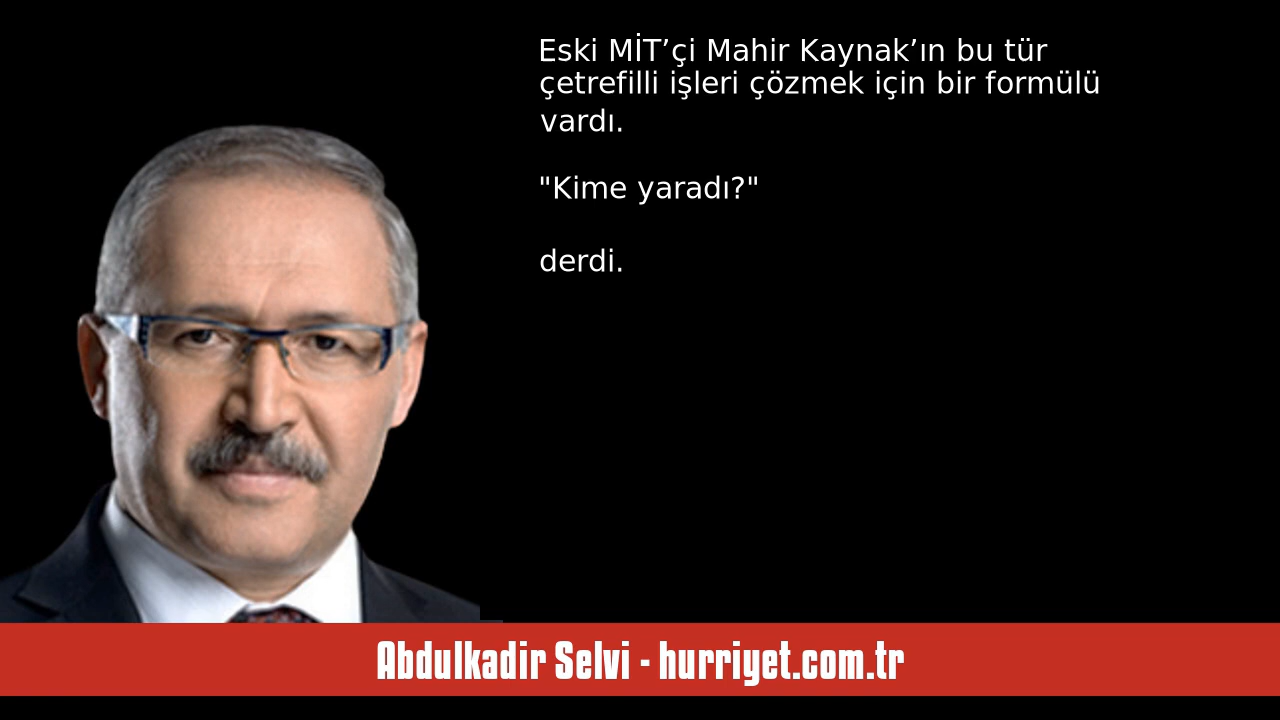 Eski MİT’çi Mahir Kaynak’ın bu tür
çetrefilli işleri çözmek için bir formülü
vardı.
"Kime yaradı?"
derdi.
Abdulkadir Selvi - hurriyet.com.tr